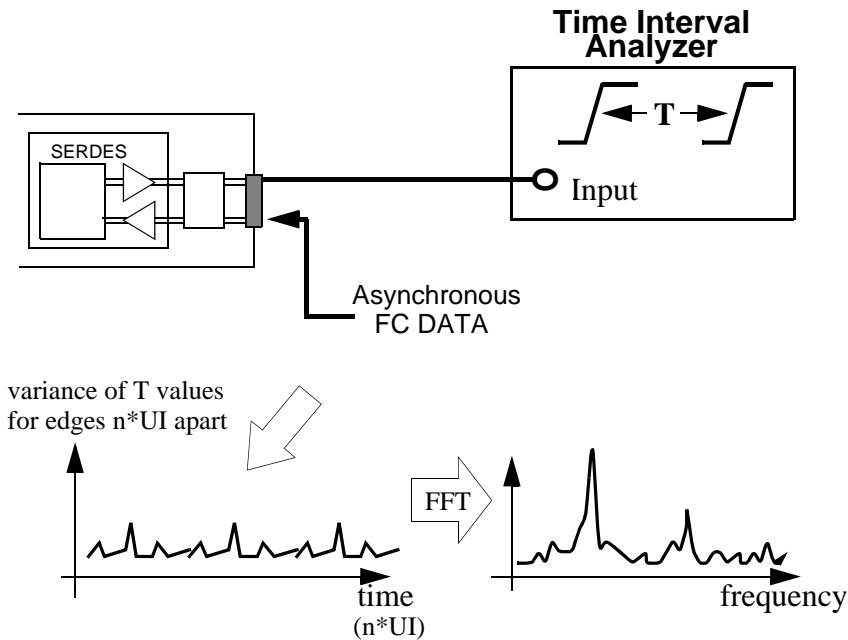 Time Interval
Analyzer
T
SERDES
Input
Asynchronous
FC DATA
variance of T values
for edges n*UI apart
FFT
time
(n*UI)
frequency